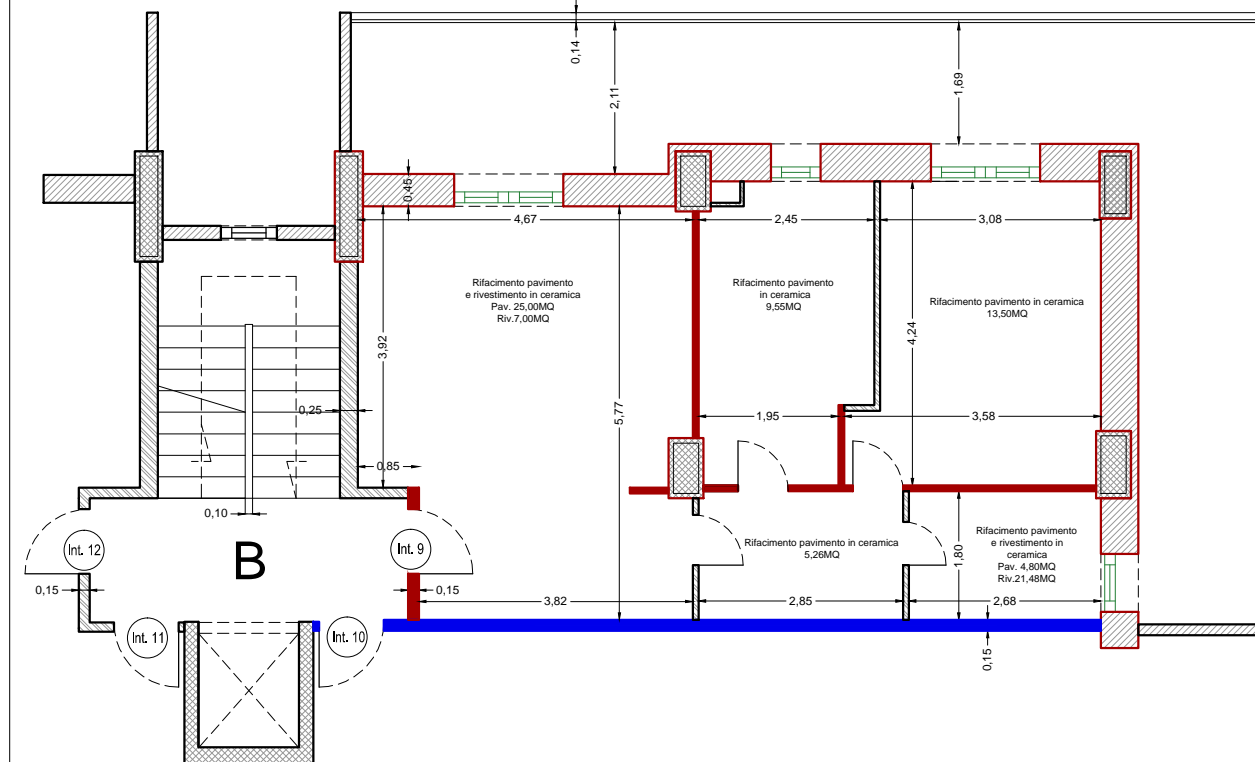 0,14
2,11
1,69
0,45
4,67
2,45
3,08
Rifacimento pavimento
e rivestimento in ceramica
Pav. 25,00MQ
Riv.7,00MQ
Rifacimento pavimento
in ceramica
9,55MQ
Rifacimento pavimento in ceramica
13,50MQ
3,92
4,24
5,77
0,25
1,95
3,58
0,85
0,10
Int. 12
B
Int. 9
Rifacimento pavimento in ceramica
5,26MQ
Rifacimento pavimento
e rivestimento in
ceramica
Pav. 4,80MQ
Riv.21,48MQ
1,80
0,15
0,15
3,82
2,85
2,68
Int. 11
Int. 10
0,15